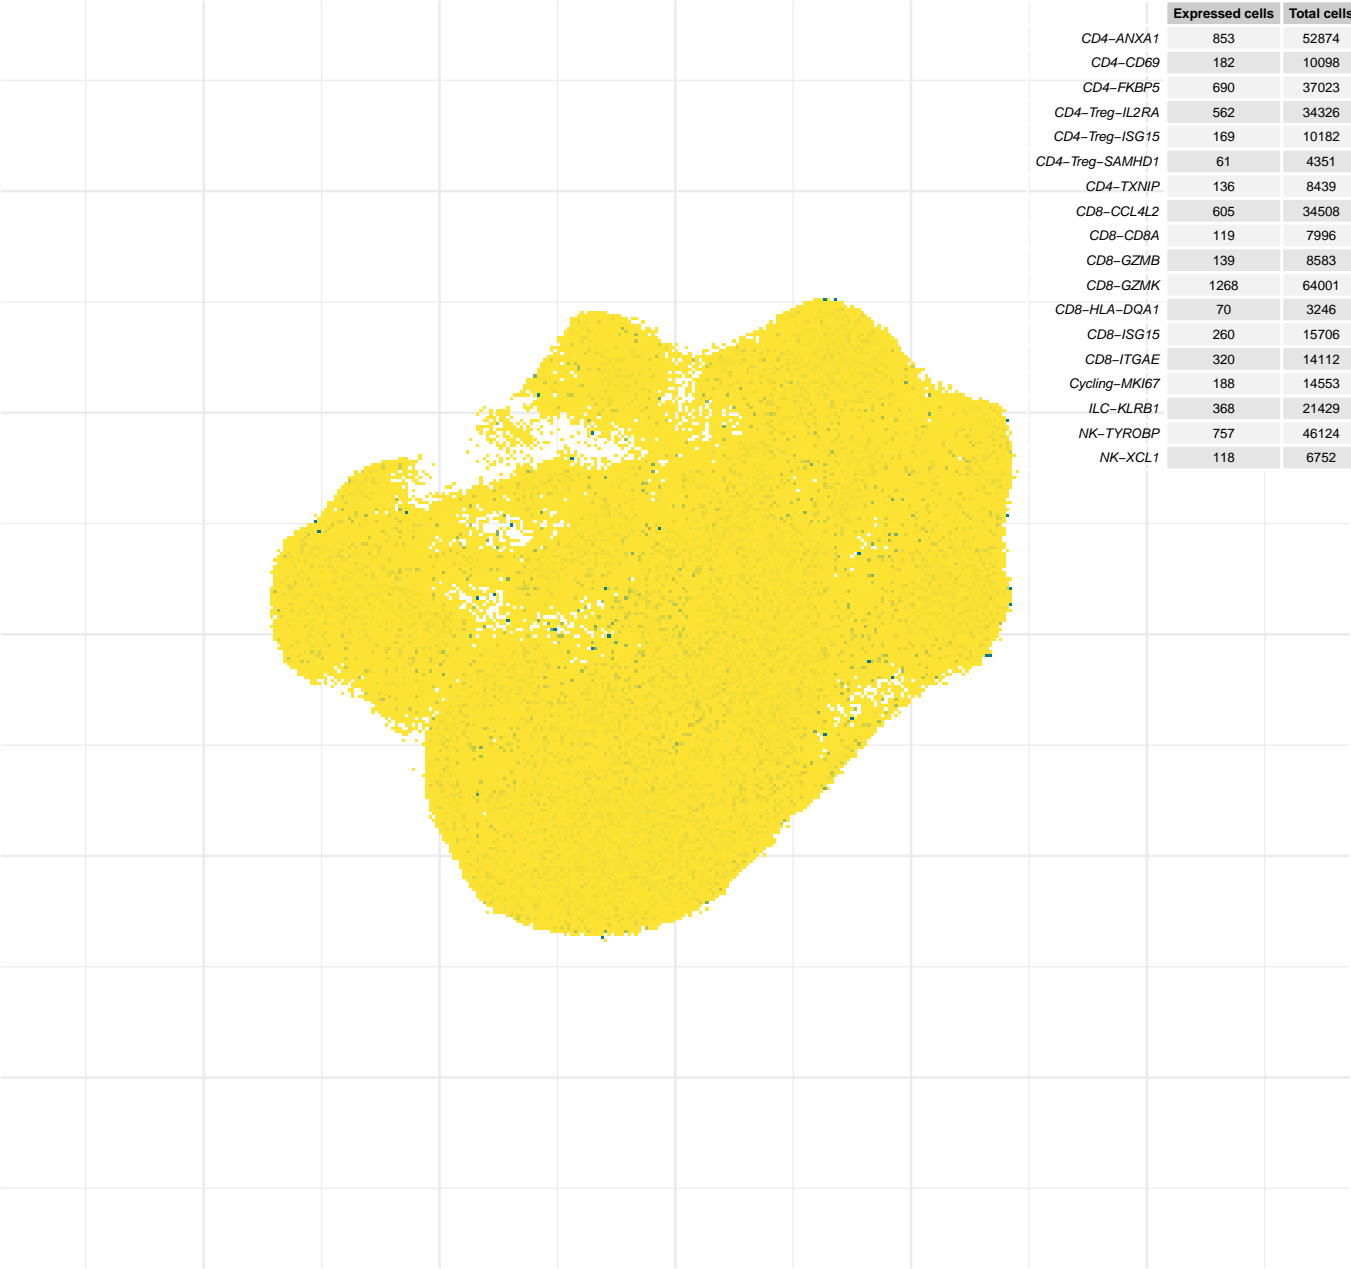 Expressed cells Total cells
CD4−ANXA1 853 52874
CD4−CD69 182 10098
CD4−FKBP5 690 37023
CD4−Treg−IL2RA 562 34326
CD4−Treg−ISG15 169 10182
CD4−Treg−SAMHD1 61 4351
CD4−TXNIP 136 8439
CD8−CCL4L2 605 34508
CD8−CD8A 119 7996
CD8−GZMB 139 8583
CD8−GZMK 1268 64001
CD8−HLA−DQA1 70 3246
CD8−ISG15 260 15706
CD8−ITGAE 320 14112
Cycling−MKI67 188 14553
ILC−KLRB1 368 21429
NK−TYROBP 757 46124
NK−XCL1 118 6752